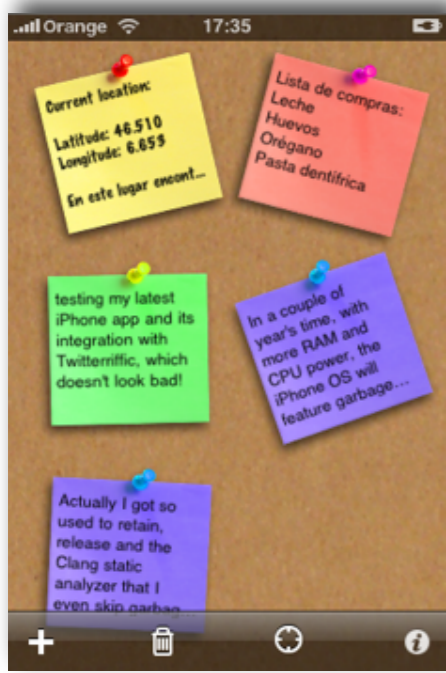 Orange 17:35
Current location:
Latitude: 46.510
Longitude: 6.653
En este lugar encont...
Lista de compras:
Leche
Huevos
Orégano
Pasta dentífrica
testing my latest
iPhone app and its
integration with
Twitterriffic, which
doesn't look bad!
In a couple of
year's time, with
more RAM and
CPU power, the
iPhone OS will
feature garbage...
Actually I got so
used to retain,
release and the
Clang static
analyzer that I
even skip garbag...